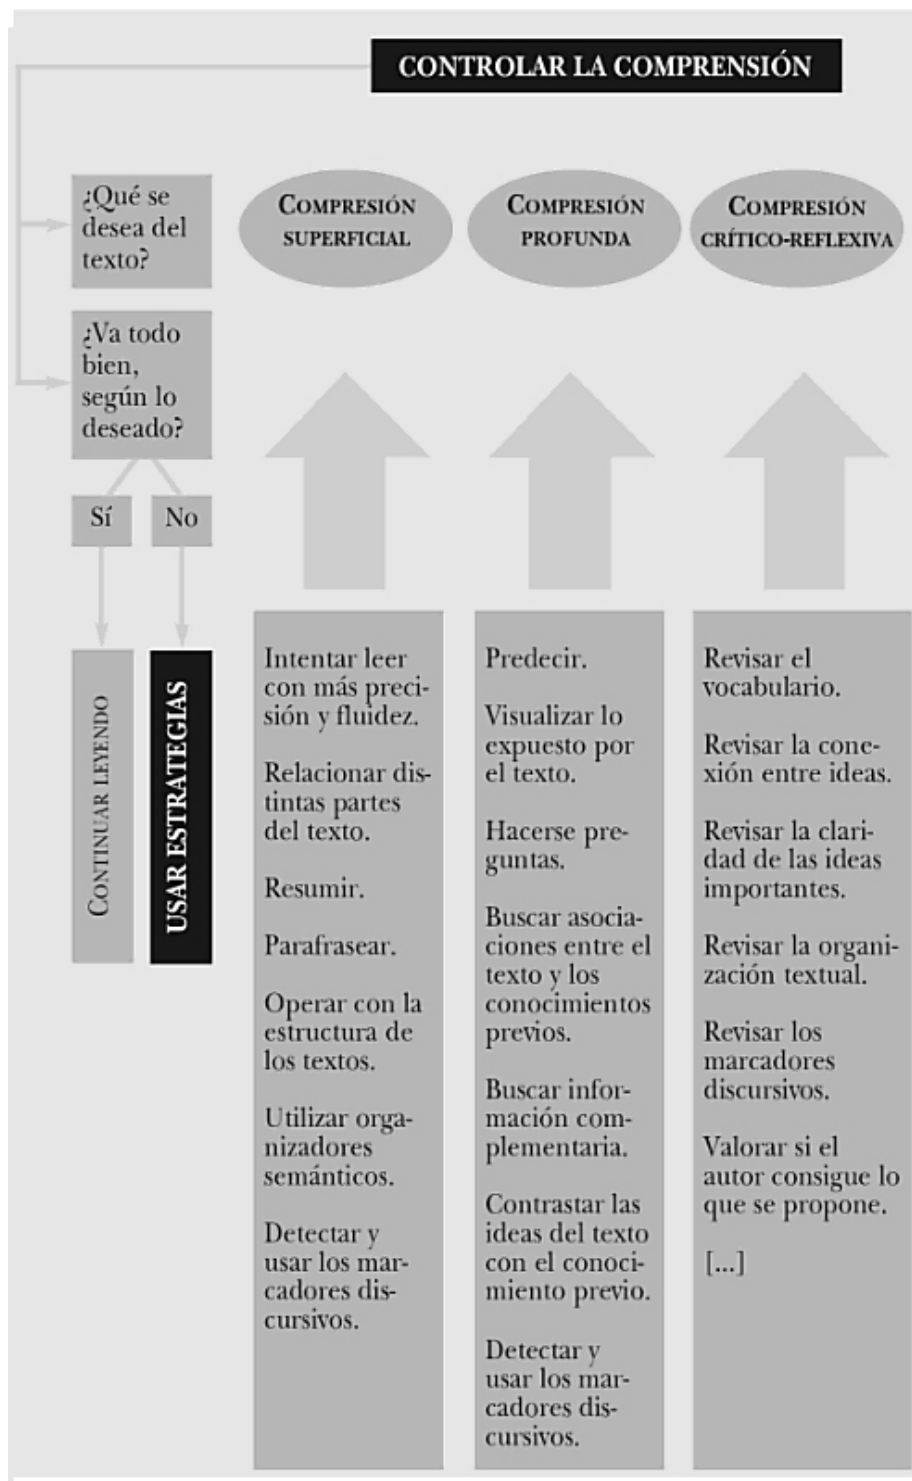 CONTROLAR LA COMPRENSIÓN
¿Qué se
desea del
texto?
COMPRESIÓN
SUPERFICIAL
COMPRESIÓN
PROFUNDA
COMPRESIÓN
CRÍTICO-REFLEXIVA
¿Va todo
bien,
según lo
deseado?
Sí
No
CONTINUAR LEYENDO
USAR ESTRATEGIAS
Intentar leer
con más preci-
sión y fluidez.
Relacionar dis-
tintas partes
del texto.
Resumir.
Parafrasear.
Operar con la
estructura de
los textos.
Utilizar orga-
nizadores
semánticos.
Detectar y
usar los mar-
cadores dis-
cursivos.
Predecir.
Visualizar lo
expuesto por
el texto.
Hacerse pre-
guntas.
Buscar asocia-
ciones entre el
texto y los
conocimientos
previos.
Buscar infor-
mación com-
plementaria.
Contrastar las
ideas del texto
con el conoci-
miento previo.
Detectar y
usar los mar-
cadores dis-
cursivos.
Revisar el
vocabulario.
Revisar la cone-
xión entre ideas.
Revisar la clari-
dad de las ideas
importantes.
Revisar la organi-
zación textual.
Revisar los
marcadores
discursivos.
Valorar si el
autor consigue lo
que se propone.
[...]